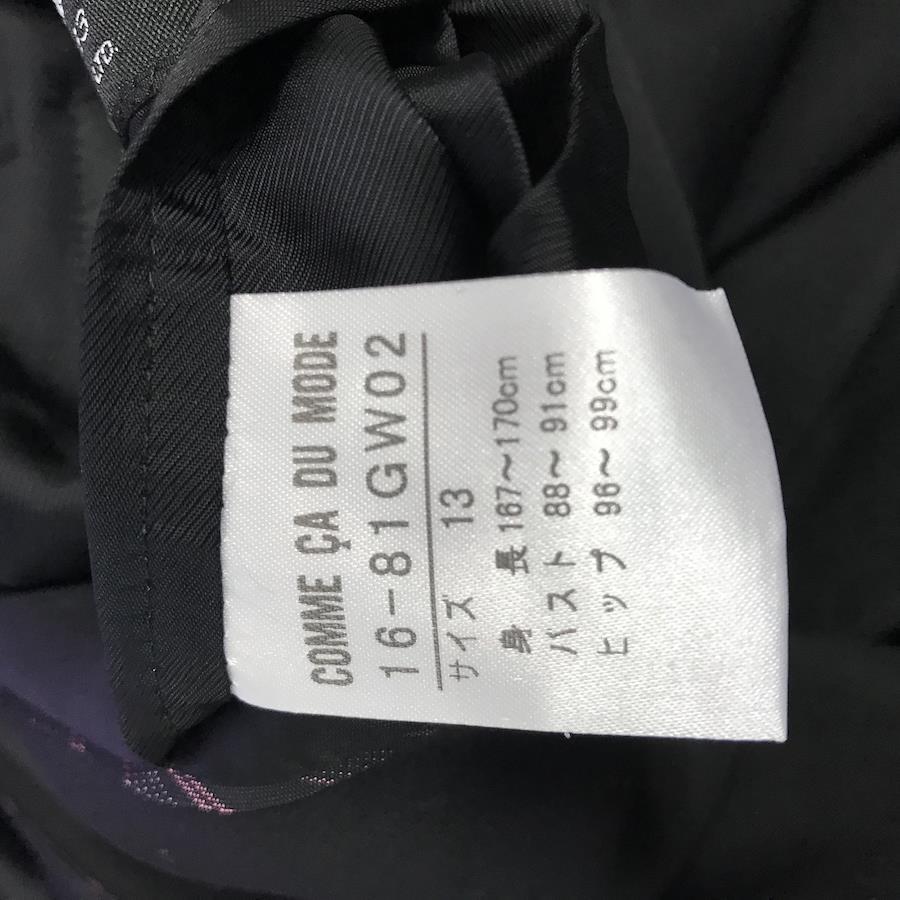 COMME ÇA DU MODE
16-81GW02
サイズ 13
身長 167〜170cm
バスト 88〜91cm
ヒップ 96〜99cm
LTD.